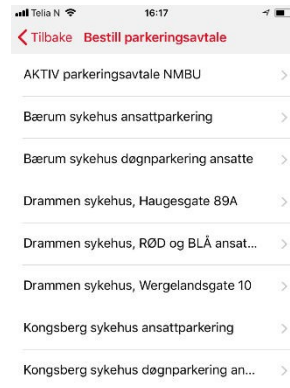 Telia N 16:17
Tilbake Bestill parkeringsavtale
AKTIV parkeringsavtale NMBU
Bærum sykehus ansattparkering
Bærum sykehus døgnparkering ansatte
Drammen sykehus, Haugesgate 89A
Drammen sykehus, RØD og BLÅ ansat...
Drammen sykehus, Wergelandsgate 10
Kongsberg sykehus ansattparkering
Kongsberg sykehus døgnparkering an...